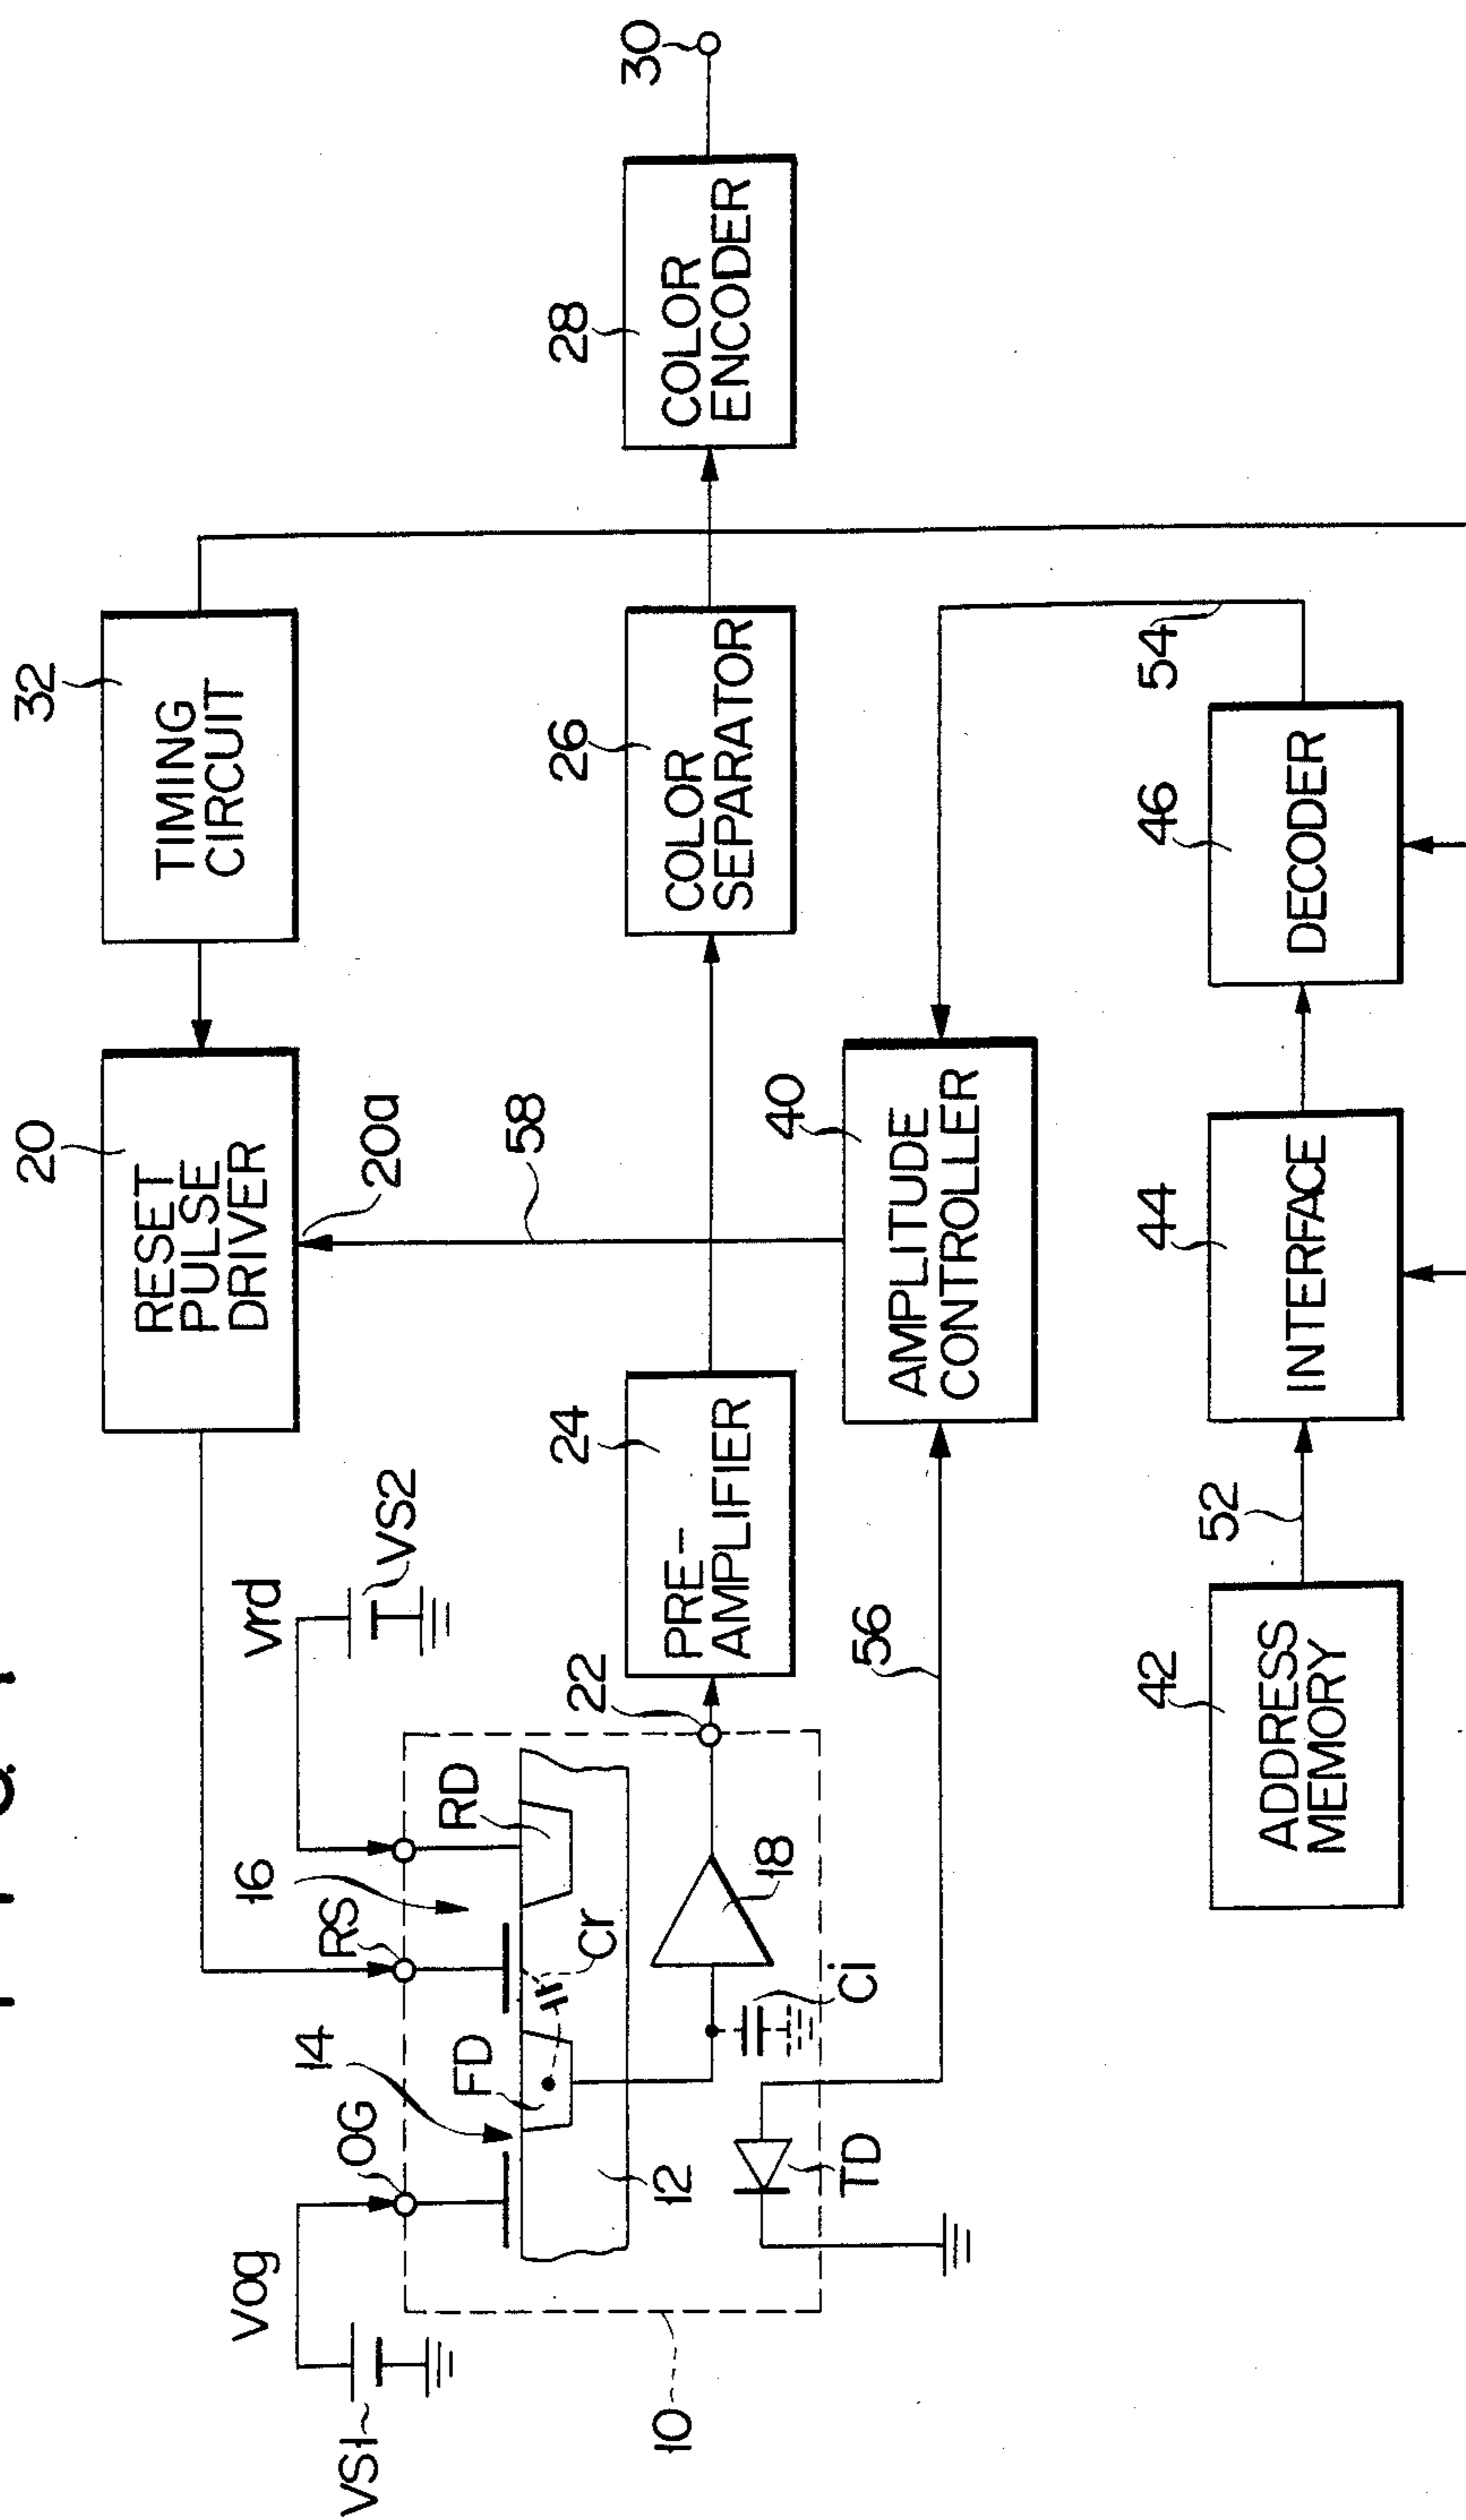 32
TIMING
CIRCUIT
20
RESET
PULSE
DRIVER
20a
58
30
28
COLOR
ENCODER
26
COLOR
SEPARATOR
24
PRE-
AMPLIFIER
22
Vrd
VS2
Vog
VS1
OG
RS
16
14
RD
FD
Cr
12
18
Ci
TD
10
56
40
AMPLITUDE
CONTROLLER
54
46
DECODER
44
INTERFACE
52
42
ADDRESS
MEMORY